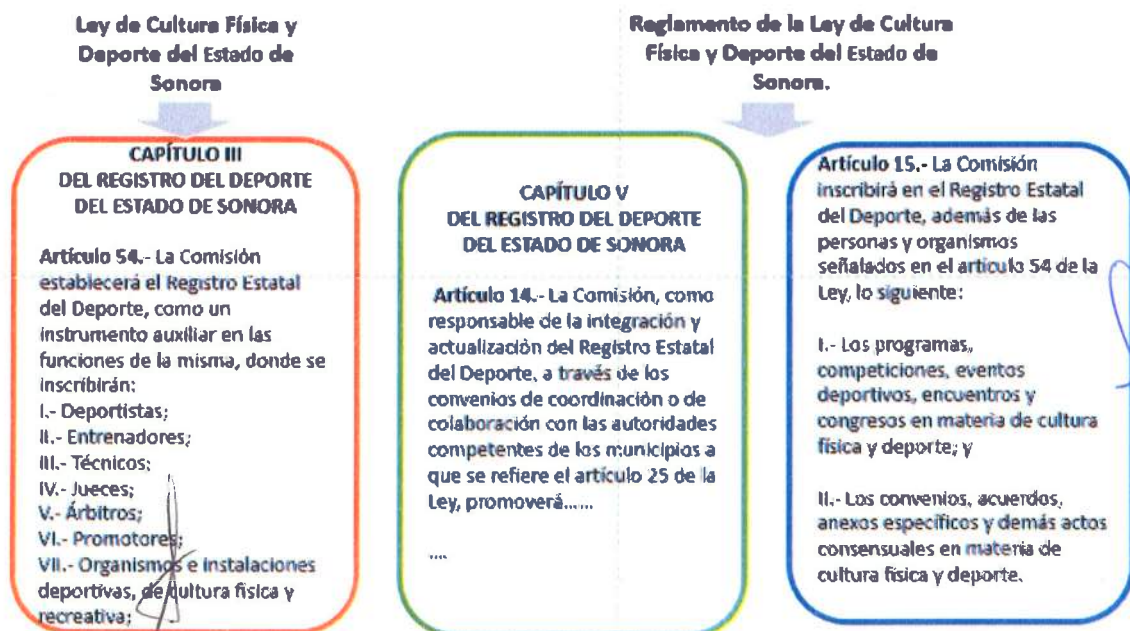 Ley de Cultura Física y
Deporte del Estado de
Sonora
Reglamento de la Ley de Cultura
Física y Deporte del Estado de
Sonora.
CAPÍTULO III
DEL REGISTRO DEL DEPORTE
DEL ESTADO DE SONORA
Artículo 54.- La Comisión
establecerá el Registro Estatal
del Deporte, como un
instrumento auxiliar en las
funciones de la misma, donde se
inscribirán:
I.- Deportistas;
II.- Entrenadores;
III.- Técnicos;
IV.- Jueces;
V.- Árbitros;
VI.- Promotores;
VII.- Organismos e instalaciones
deportivas, de cultura física y
recreativa;
CAPÍTULO V
DEL REGISTRO DEL DEPORTE
DEL ESTADO DE SONORA
Artículo 14.- La Comisión, como
responsable de la integración y
actualización del Registro Estatal
del Deporte, a través de los
convenios de coordinación o de
colaboración con las autoridades
competentes de los municipios a
que se refiere el artículo 25 de la
Ley, promoverá......
....
Artículo 15.- La Comisión
inscribirá en el Registro Estatal
del Deporte, además de las
personas y organismos
señalados en el artículo 54 de la
Ley, lo siguiente:
I.- Los programas,
competiciones, eventos
deportivos, encuentros y
congresos en materia de cultura
física y deporte; y
II.- Los convenios, acuerdos,
anexos específicos y demás actos
consensuales en materia de
cultura física y deporte.